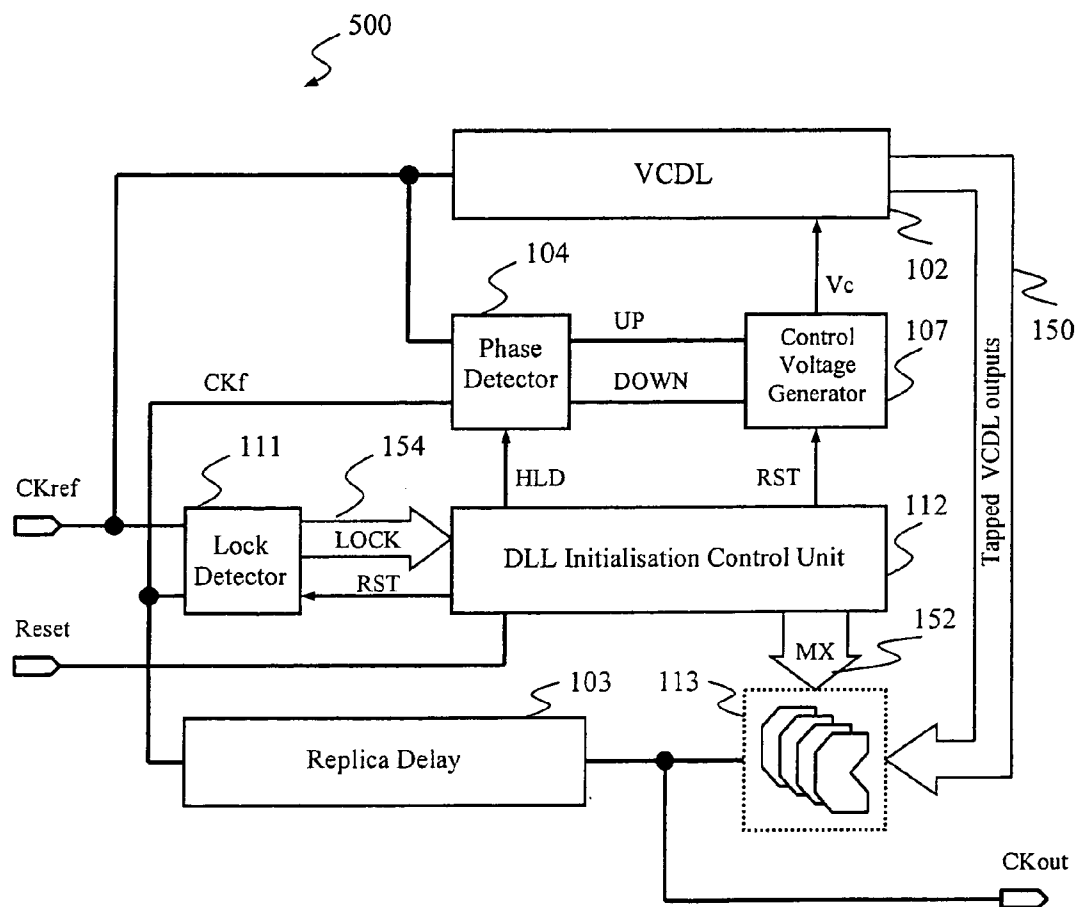 500
VCDL
102
150
Tapped VCDL outputs
Vc
104
UP
Phase
Detector
DOWN
Control
Voltage
Generator
107
CKf
111
154
HLD
RST
CKref
LOCK
Lock
Detector
RST
DLL Initialisation Control Unit
112
Reset
MX
152
103
113
Replica Delay
CKout